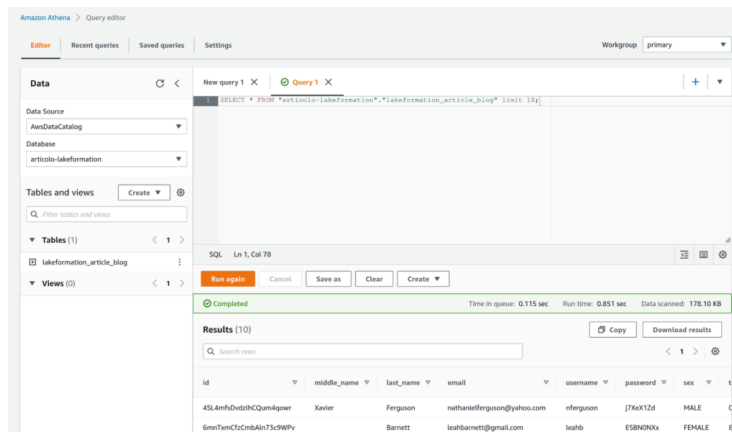 Amazon Athena > Query editor
Editor Recent queries Saved queries Settings Workgroup primary
Data
New query 1 Query 1
1 SELECT * FROM "articolo-lakeformation"."lakeformation_article_blog" limit 10;
Data Source
AwsDataCatalog
Database
articolo-lakeformation
Tables and views Create
Filter tables and views
Tables (1) 1
lakeformation_article_blog
Views (0) 1
SQL Ln 1, Col 78
Run again Cancel Save as Clear Create
Completed Time in queue: 0.115 sec Run time: 0.851 sec Data scanned: 178.10 KB
Results (10) Copy Download results
Search rows 1
id middle_name last_name email username password sex
45L4mfsDvdzlhCQum4qowr Xavier Ferguson nathanielferguson@yahoo.com nferguson j7XeX1Zd MALE
6mnTxmCfzCmbAln73c9WPv Barnett leahbarnett@gmail.com leahb ESBN0NXx FEMALE